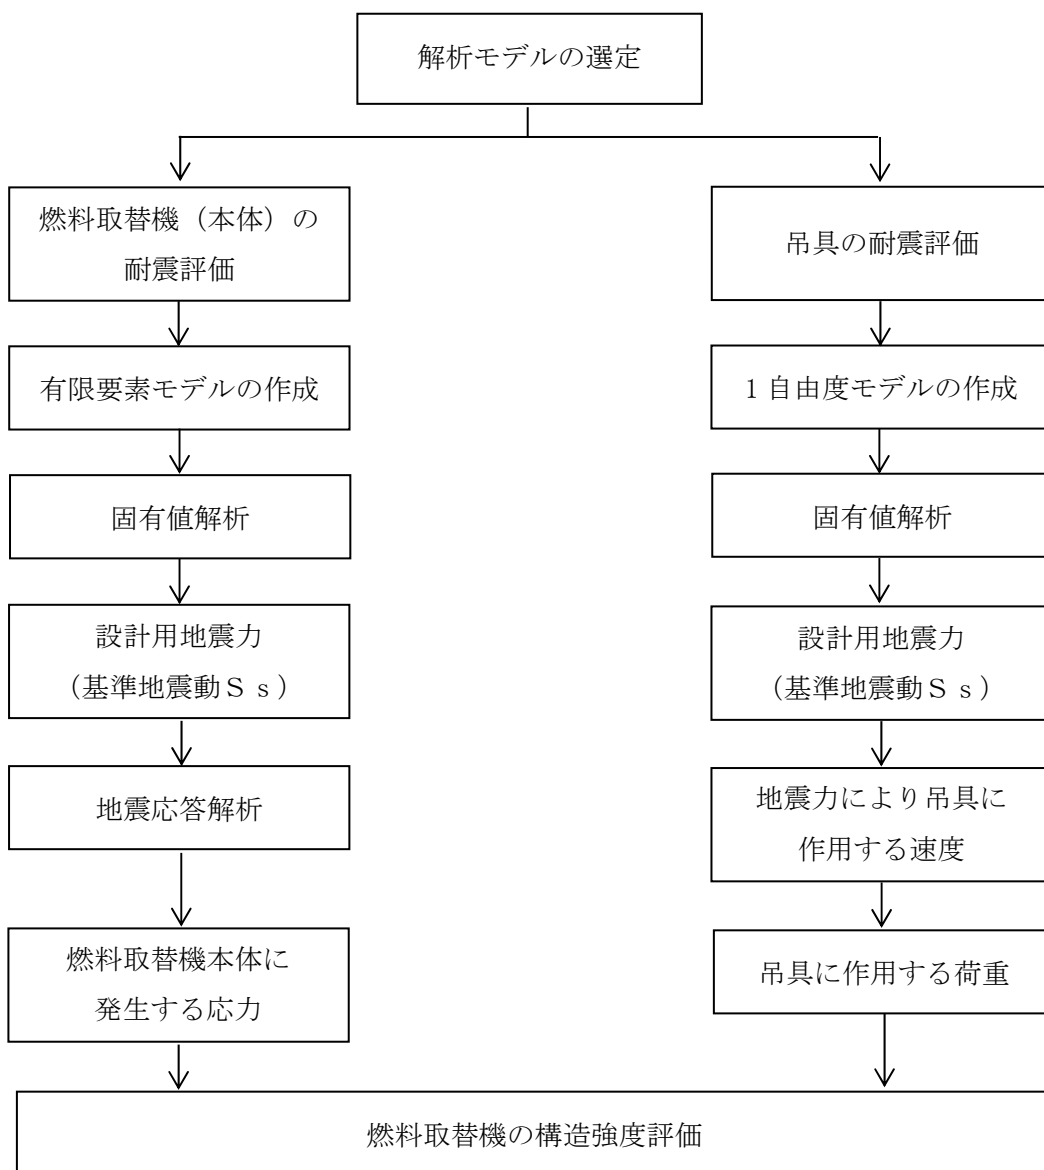 解析モデルの選定
燃料取替機（本体）の
耐震評価
有限要素モデルの作成
固有値解析
設計用地震力
（基準地震動Ｓｓ）
地震応答解析
燃料取替機本体に
発生する応力
吊具の耐震評価
１自由度モデルの作成
固有値解析
設計用地震力
（基準地震動Ｓｓ）
地震力により吊具に
作用する速度
吊具に作用する荷重
燃料取替機の構造強度評価